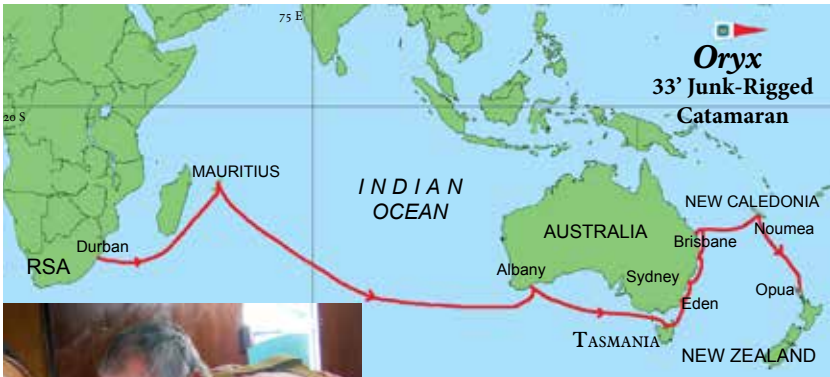 75 E
Oryx
33' Junk-Rigged
Catamaran
20 S
MAURITIUS
INDIAN
OCEAN
NEW CALEDONIA
Noumea
AUSTRALIA
Brisbane
Durban
RSA
Albany
Sydney
Opua
Eden
TASMANIA
NEW ZEALAND